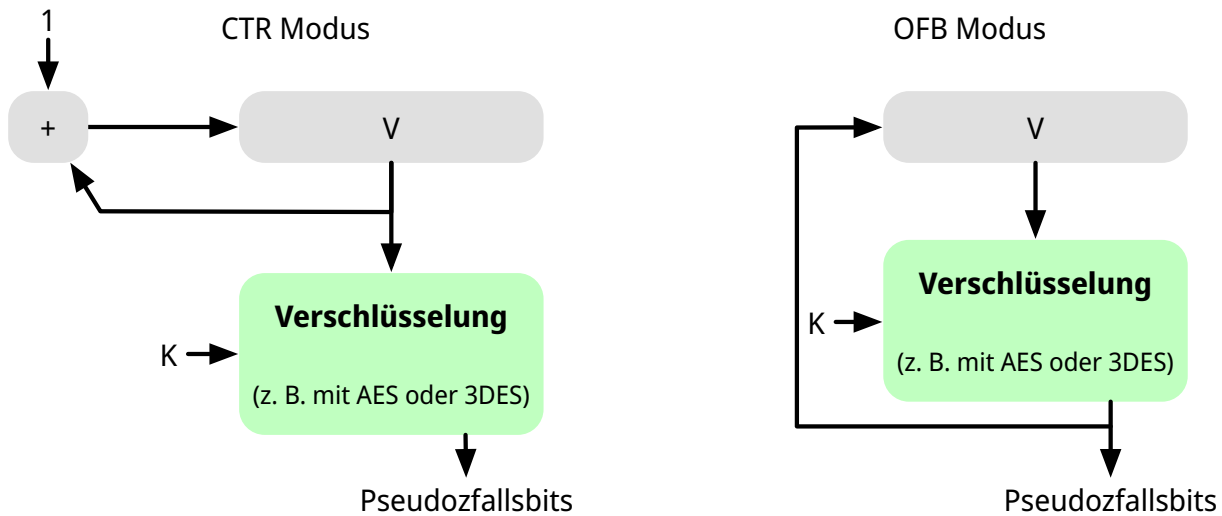 1
CTR Modus
+
V
K
Verschlüsselung
(z. B. mit AES oder 3DES)
Pseudozfallsbits
OFB Modus
V
K
Verschlüsselung
(z. B. mit AES oder 3DES)
Pseudozfallsbits